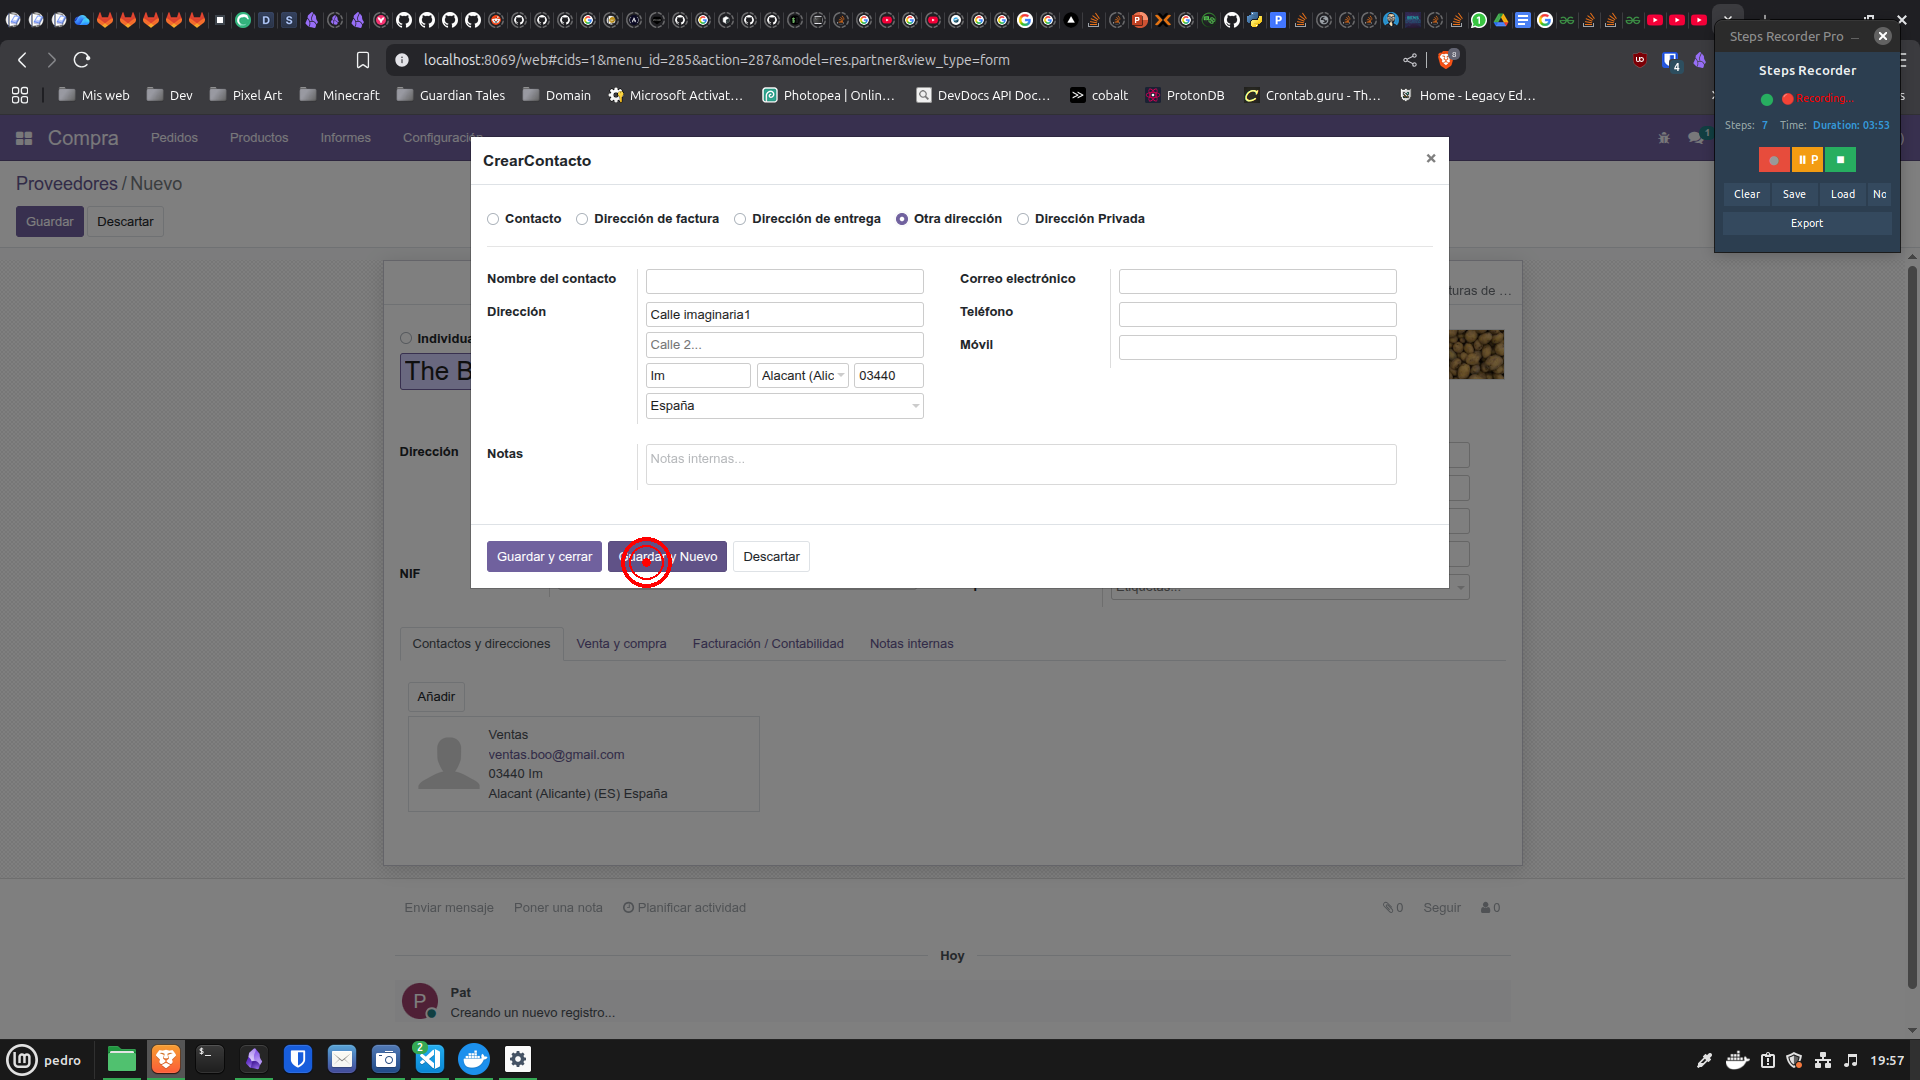 Steps Recorder Pro
localhost:8069/web#cids=1&menu_id=285&action=287&model=res.partner&view_type=form
Steps Recorder
Recording...
Steps: 7 Time: Duration: 03:53
P
Clear Save Load No
Export
Mis web Dev Pixel Art Minecraft Guardian Tales Domain Microsoft Activat... Photopea | Onlin... DevDocs API Doc... cobalt ProtonDB Crontab.guru - Th... Home - Legacy Ed...
Compra Pedidos Productos Informes Configuración
Proveedores / Nuevo
Guardar Descartar
CrearContacto
Contacto Dirección de factura Dirección de entrega Otra dirección Dirección Privada
Nombre del contacto Correo electrónico
Dirección Calle imaginaria1 Teléfono
Calle 2... Móvil
Im Alacant (Alic 03440
España
Notas Notas internas...
Guardar y cerrar Guardar y Nuevo Descartar
turas de ...
Individua
The B
Dirección
NIF
Etiquetas...
Contactos y direcciones Venta y compra Facturación / Contabilidad Notas internas
Añadir
Ventas
ventas.boo@gmail.com
03440 Im
Alacant (Alicante) (ES) España
Enviar mensaje Poner una nota Planificar actividad 0 Seguir 0
Hoy
P Pat
Creando un nuevo registro...
pedro 2 19:57